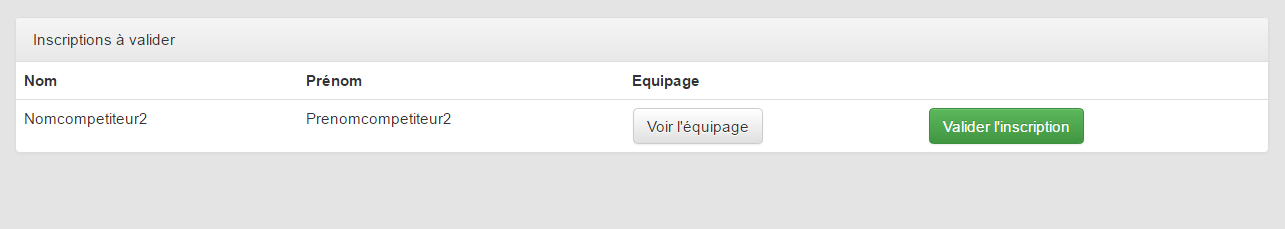 Inscriptions à valider
Nom Prénom Equipage
Nomcompetiteur2 Prenomcompetiteur2 Voir l'équipage Valider l'inscription